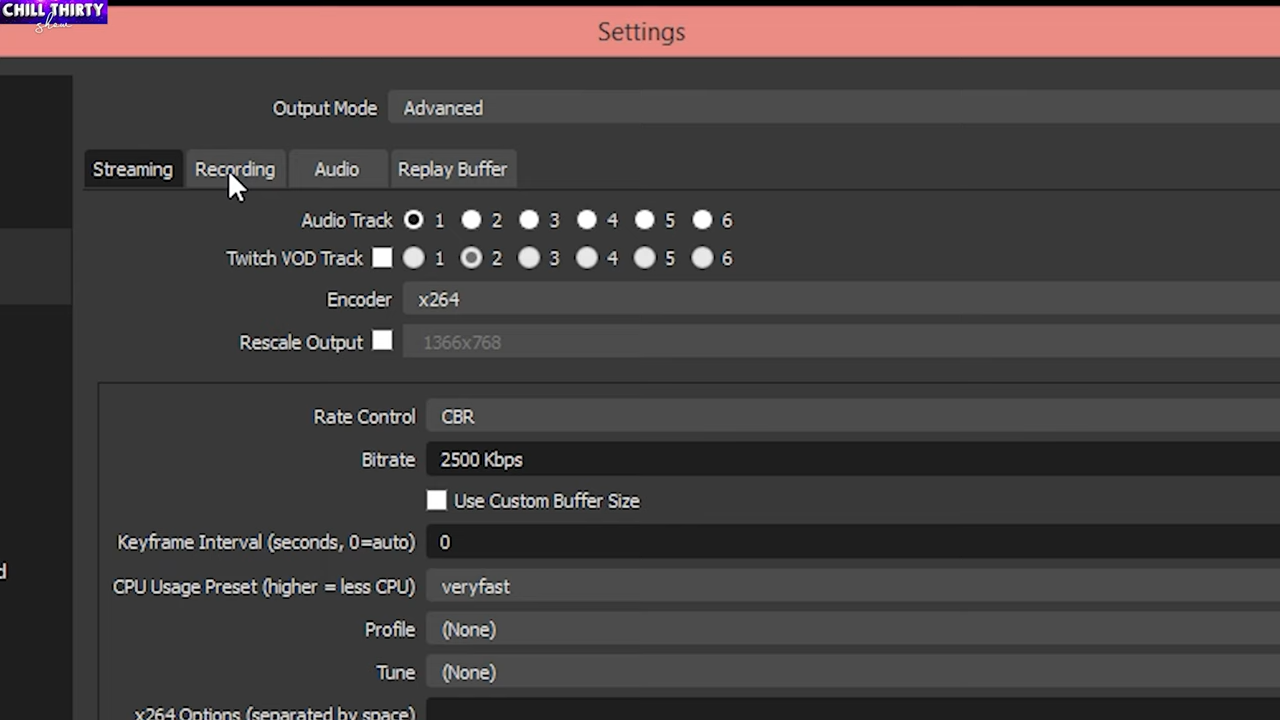 CHILL THIRTY
show
Settings
Output Mode Advanced
Streaming Recording Audio Replay Buffer
Audio Track 1 2 3 4 5 6
Twitch VOD Track 1 2 3 4 5 6
Encoder x264
Rescale Output 1366x768
Rate Control CBR
Bitrate 2500 Kbps
Use Custom Buffer Size
Keyframe Interval (seconds, 0=auto) 0
d
CPU Usage Preset (higher = less CPU) veryfast
Profile (None)
Tune (None)
x264 Options (separated by space)